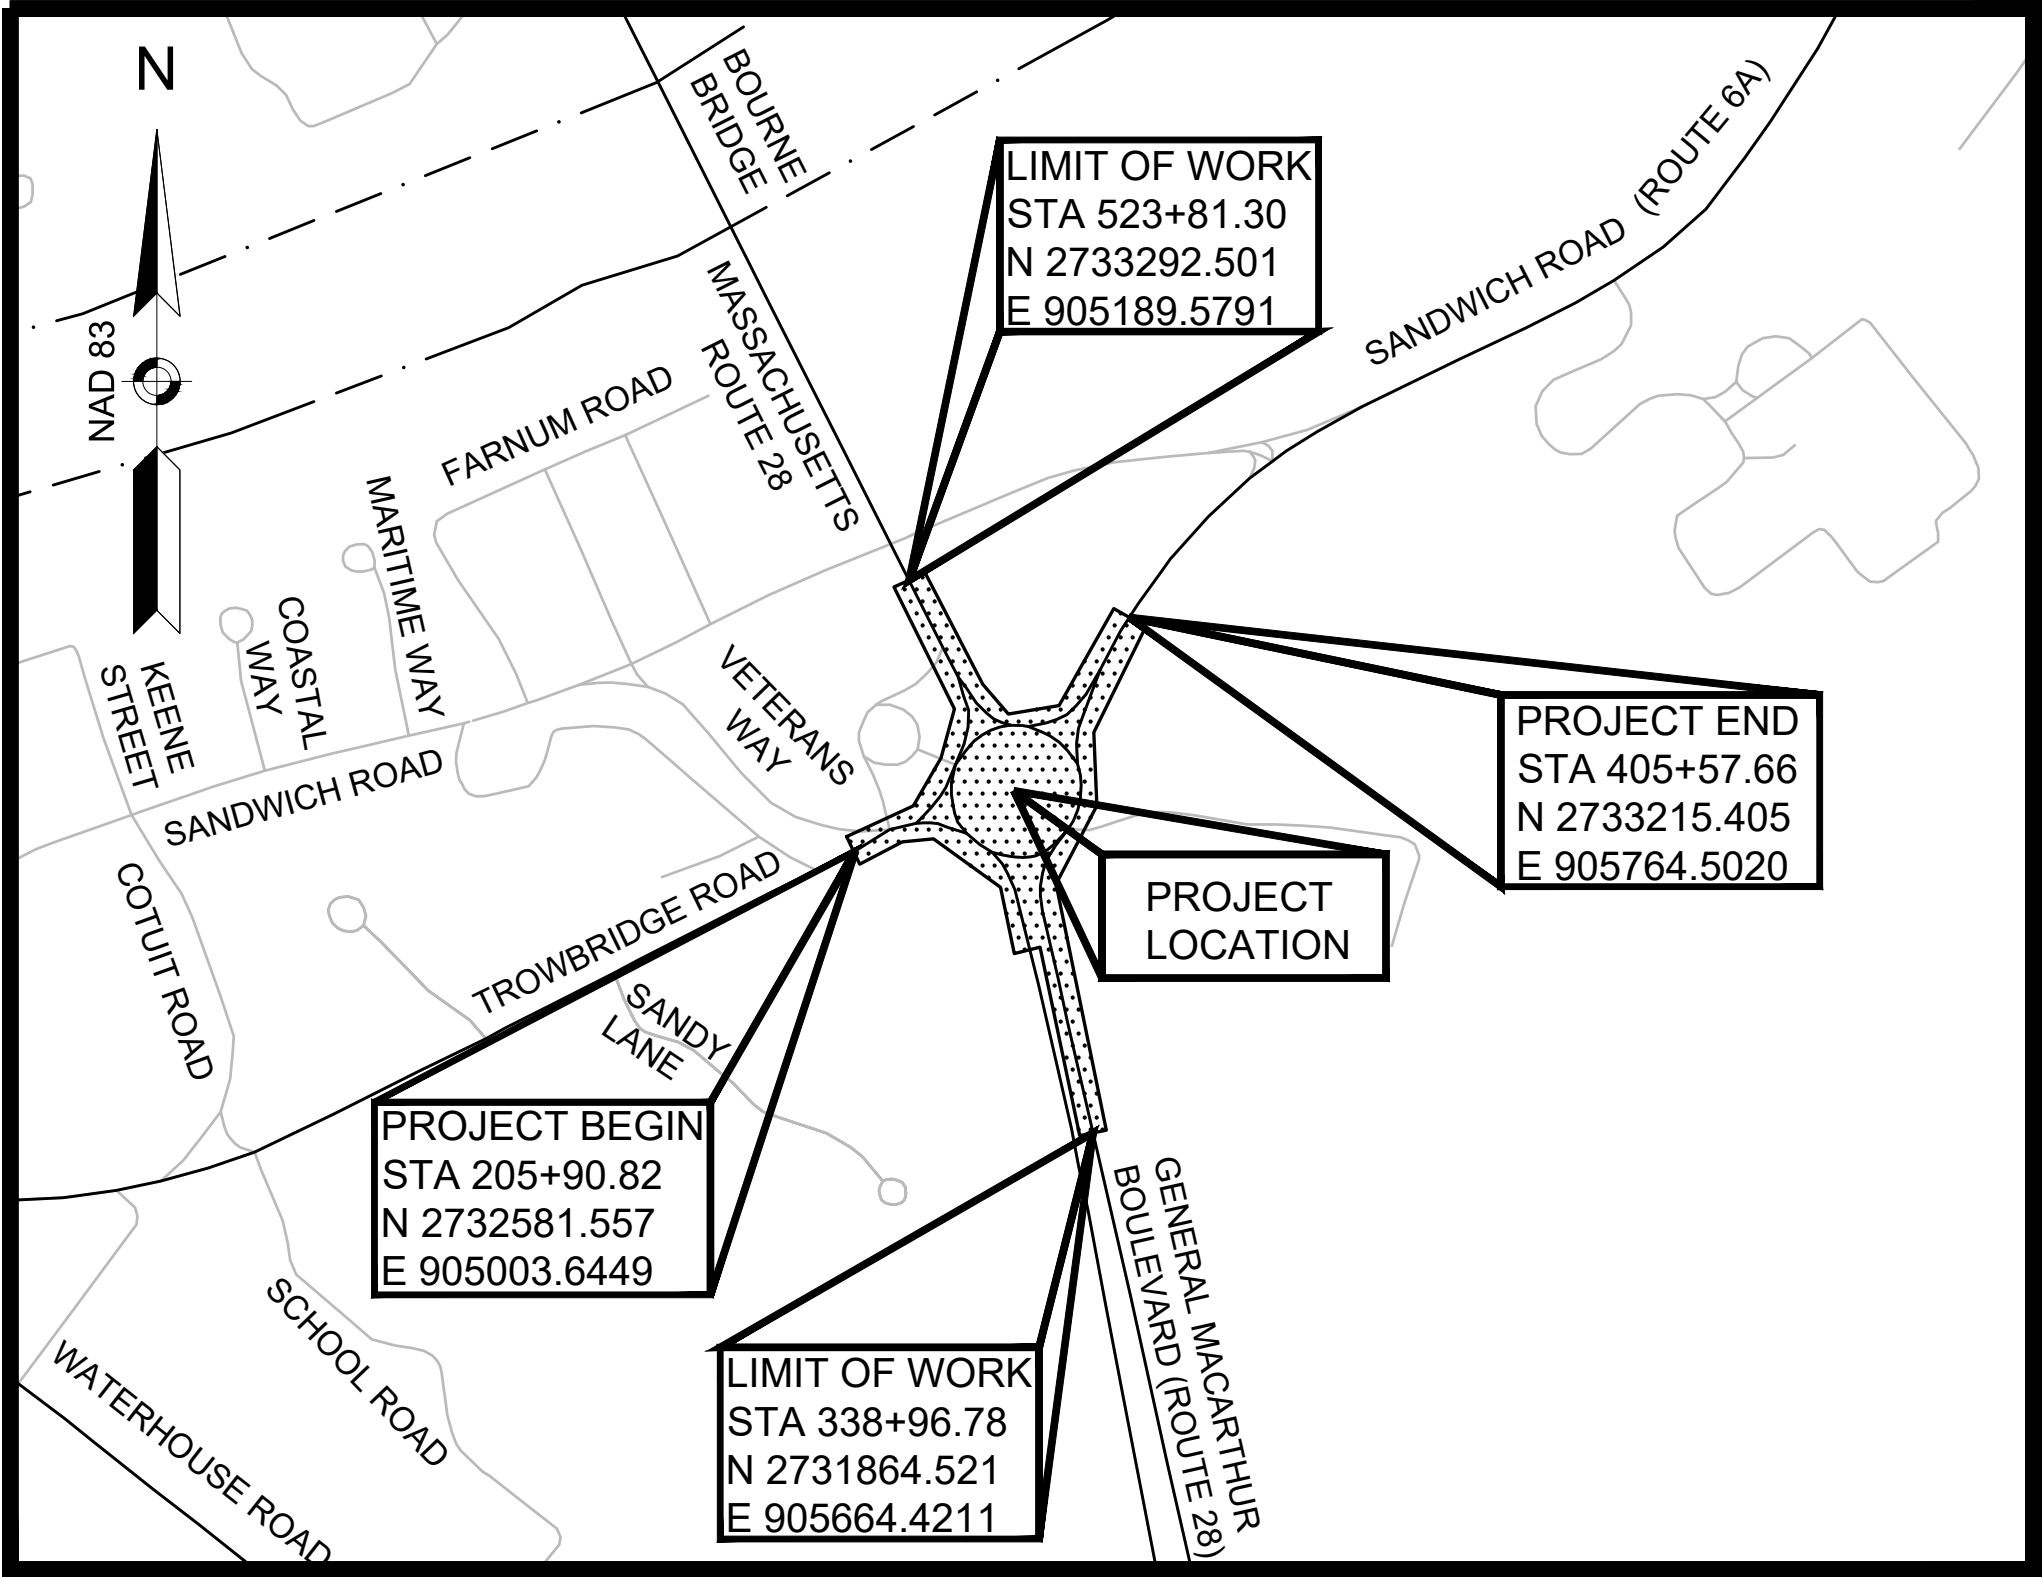 N
NAD 83
BOURNE
BRIDGE
MASSACHUSETTS
ROUTE 28
LIMIT OF WORK
STA 523+81.30
N 2733292.501
E 905189.5791
SANDWICH ROAD (ROUTE 6A)
FARNUM ROAD
MARITIME WAY
COASTAL
WAY
KEENE
STREET
SANDWICH ROAD
VETERANS
WAY
PROJECT END
STA 405+57.66
N 2733215.405
E 905764.5020
PROJECT
LOCATION
COTUIT ROAD
TROWBRIDGE ROAD
SANDY
LANE
PROJECT BEGIN
STA 205+90.82
N 2732581.557
E 905003.6449
GENERAL MACARTHUR
BOULEVARD (ROUTE 28)
SCHOOL ROAD
WATERHOUSE ROAD
LIMIT OF WORK
STA 338+96.78
N 2731864.521
E 905664.4211